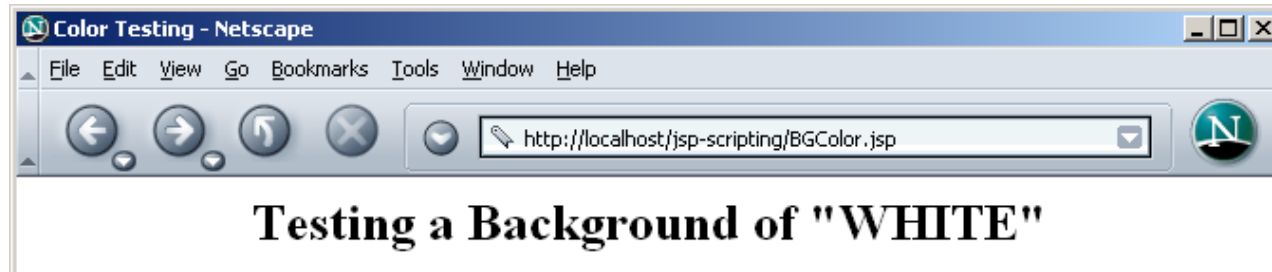 Color Testing - Netscape
File Edit View Go Bookmarks Tools Window Help
http://localhost/jsp-scripting/BGColor.jsp
N
Testing a Background of "WHITE"